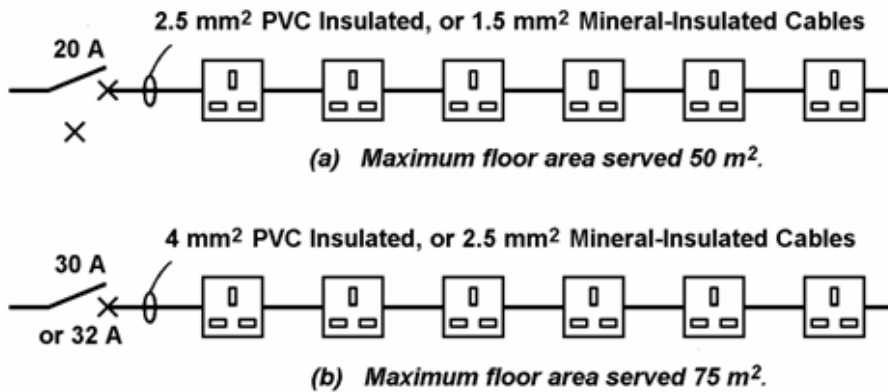 2.5 mm² PVC Insulated, or 1.5 mm² Mineral-Insulated Cables
20 A
(a) Maximum floor area served 50 m².
4 mm² PVC Insulated, or 2.5 mm² Mineral-Insulated Cables
30 A
or 32 A
(b) Maximum floor area served 75 m².